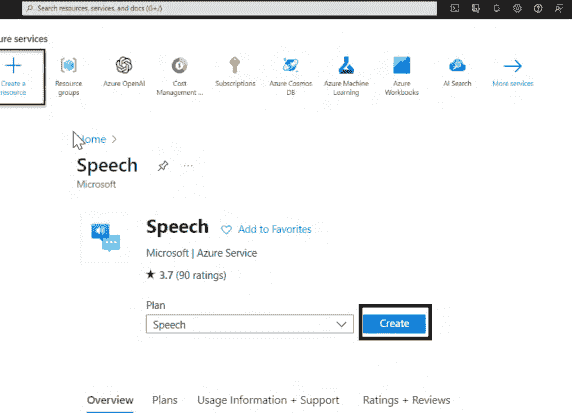 Search resources, services, and docs (G+/)
ure services
Create a resource
Resource groups
Azure OpenAI
Cost Management ...
Subscriptions
Azure Cosmos DB
Azure Machine Learning
Azure Workbooks
AI Search
More services
Home >
Speech ...
Microsoft
Speech Add to Favorites
Microsoft | Azure Service
★ 3.7 (90 ratings)
Plan
Speech
Create
Overview Plans Usage Information + Support Ratings + Reviews